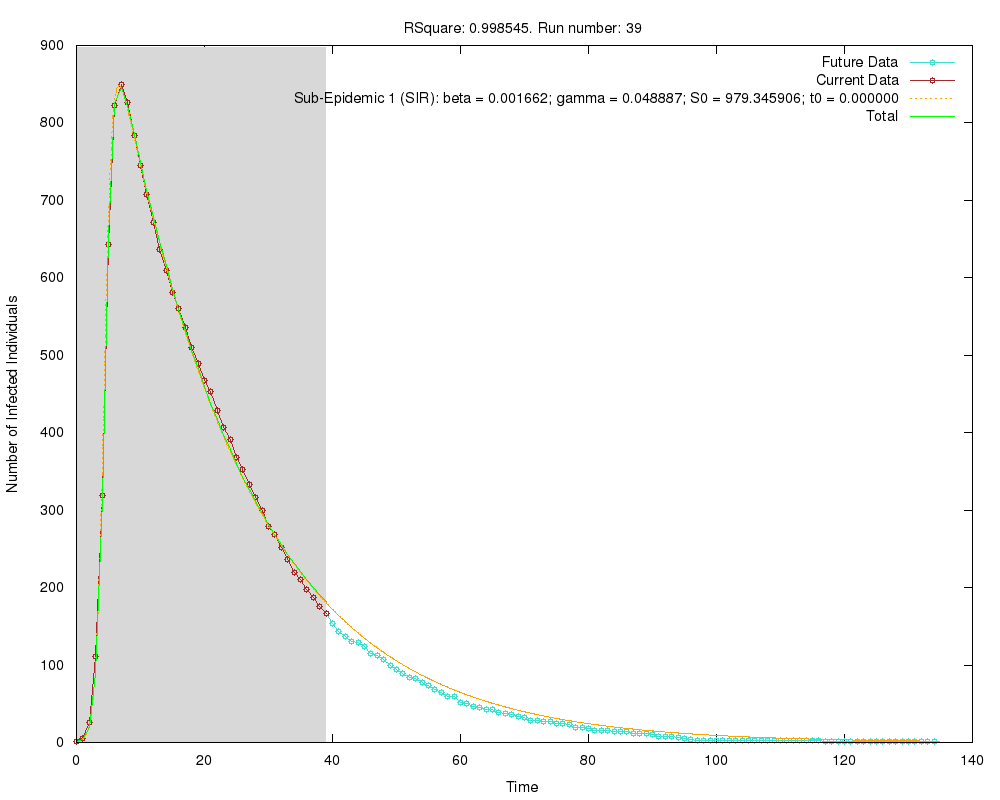 RSquare: 0.998545. Run number: 39
Future Data
Current Data
Sub-Epidemic 1 (SIR): beta = 0.001662; gamma = 0.048887; S0 = 979.345906; t0 = 0.000000
Total
Number of Infected Individuals
900
800
700
600
500
400
300
200
100
0
0 20 40 60 80 100 120 140
Time